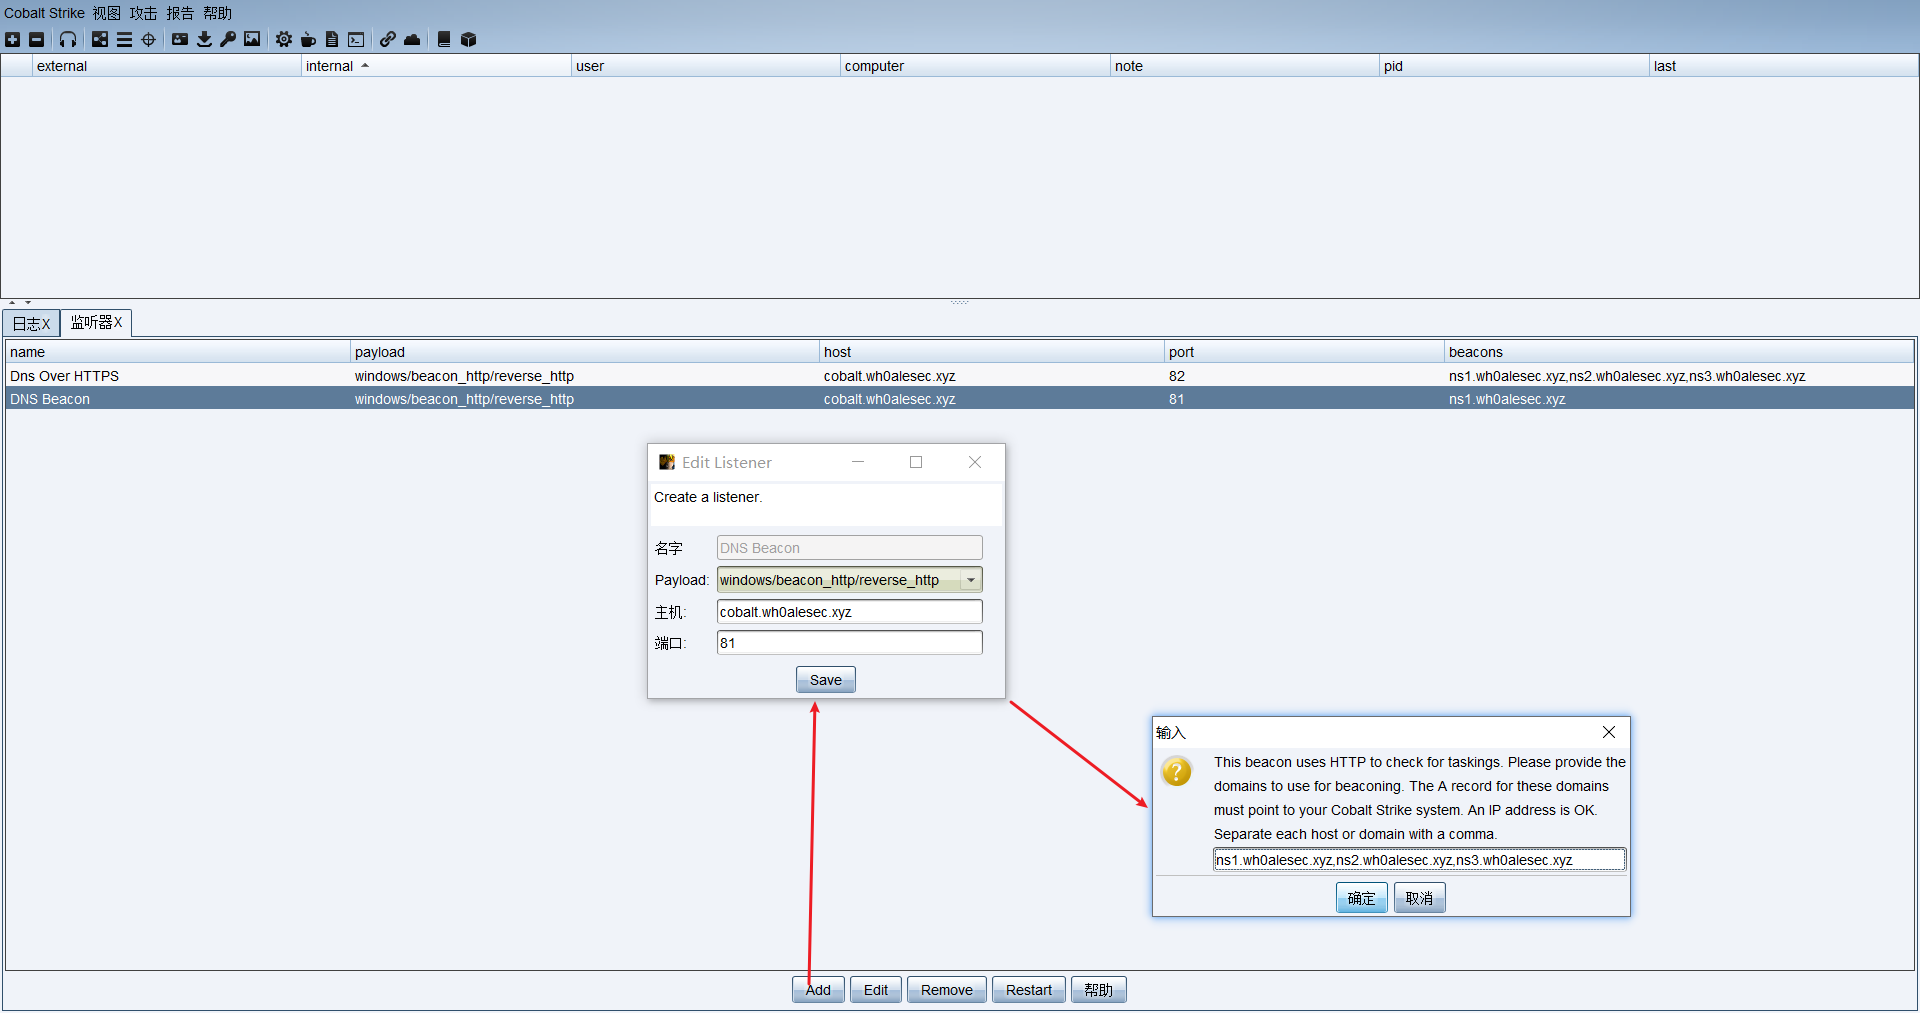 Cobalt Strike 视图 攻击 报告 帮助
external internal user computer note pid last
日志X 监听器X
name payload host port beacons
Dns Over HTTPS windows/beacon_http/reverse_http cobalt.wh0alesec.xyz 82 ns1.wh0alesec.xyz,ns2.wh0alesec.xyz,ns3.wh0alesec.xyz
DNS Beacon windows/beacon_http/reverse_http cobalt.wh0alesec.xyz 81 ns1.wh0alesec.xyz
Edit Listener
Create a listener.
名字 DNS Beacon
Payload: windows/beacon_http/reverse_http
主机: cobalt.wh0alesec.xyz
端口: 81
Save
输入
This beacon uses HTTP to check for taskings. Please provide the
domains to use for beaconing. The A record for these domains
must point to your Cobalt Strike system. An IP address is OK.
Separate each host or domain with a comma.
ns1.wh0alesec.xyz,ns2.wh0alesec.xyz,ns3.wh0alesec.xyz
确定 取消
Add Edit Remove Restart 帮助